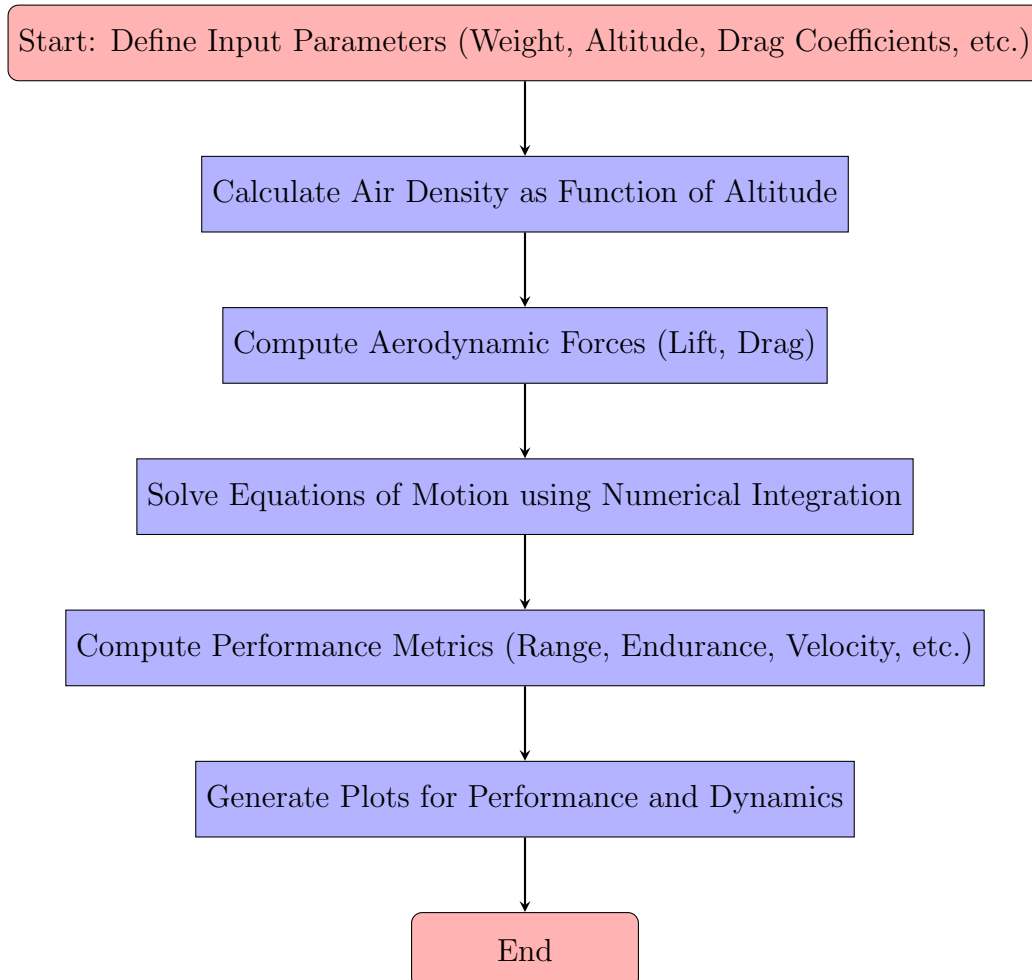 Start: Define Input Parameters (Weight, Altitude, Drag Coefficients, etc.)
Calculate Air Density as Function of Altitude
Compute Aerodynamic Forces (Lift, Drag)
Solve Equations of Motion using Numerical Integration
Compute Performance Metrics (Range, Endurance, Velocity, etc.)
Generate Plots for Performance and Dynamics
End